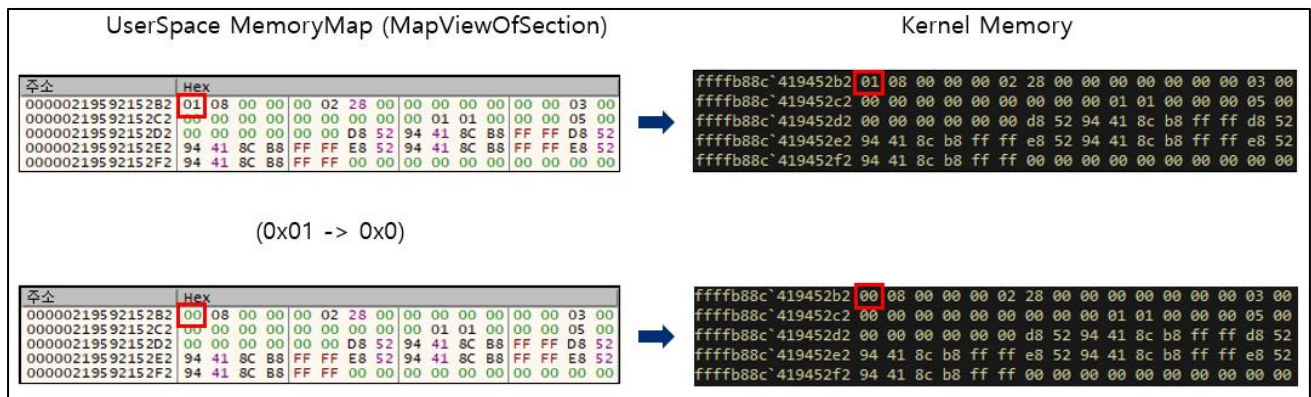 UserSpace MemoryMap (MapViewOfSection)
Kernel Memory
주소 Hex
00000219592152B2 01 08 00 00 00 02 28 00 00 00 00 00 00 00 03 00
00000219592152C2 00 00 00 00 00 00 00 00 00 01 01 00 00 00 05 00
00000219592152D2 00 00 00 00 00 00 D8 52 94 41 8C B8 FF FF D8 52
00000219592152E2 94 41 8C B8 FF FF E8 52 94 41 8C B8 FF FF E8 52
00000219592152F2 94 41 8C B8 FF FF 00 00 00 00 00 00 00 00 00 00
ffffb88c`419452b2 01 08 00 00 00 02 28 00 00 00 00 00 00 00 03 00
ffffb88c`419452c2 00 00 00 00 00 00 00 00 00 01 01 00 00 00 05 00
ffffb88c`419452d2 00 00 00 00 00 00 d8 52 94 41 8c b8 ff ff d8 52
ffffb88c`419452e2 94 41 8c b8 ff ff e8 52 94 41 8c b8 ff ff e8 52
ffffb88c`419452f2 94 41 8c b8 ff ff 00 00 00 00 00 00 00 00 00 00
(0x01 -> 0x0)
주소 Hex
00000219592152B2 00 08 00 00 00 02 28 00 00 00 00 00 00 00 03 00
00000219592152C2 00 00 00 00 00 00 00 00 00 01 01 00 00 00 05 00
00000219592152D2 00 00 00 00 00 00 D8 52 94 41 8C B8 FF FF D8 52
00000219592152E2 94 41 8C B8 FF FF E8 52 94 41 8C B8 FF FF E8 52
00000219592152F2 94 41 8C B8 FF FF 00 00 00 00 00 00 00 00 00 00
ffffb88c`419452b2 00 08 00 00 00 02 28 00 00 00 00 00 00 00 03 00
ffffb88c`419452c2 00 00 00 00 00 00 00 00 00 01 01 00 00 00 05 00
ffffb88c`419452d2 00 00 00 00 00 00 d8 52 94 41 8c b8 ff ff d8 52
ffffb88c`419452e2 94 41 8c b8 ff ff e8 52 94 41 8c b8 ff ff e8 52
ffffb88c`419452f2 94 41 8c b8 ff ff 00 00 00 00 00 00 00 00 00 00